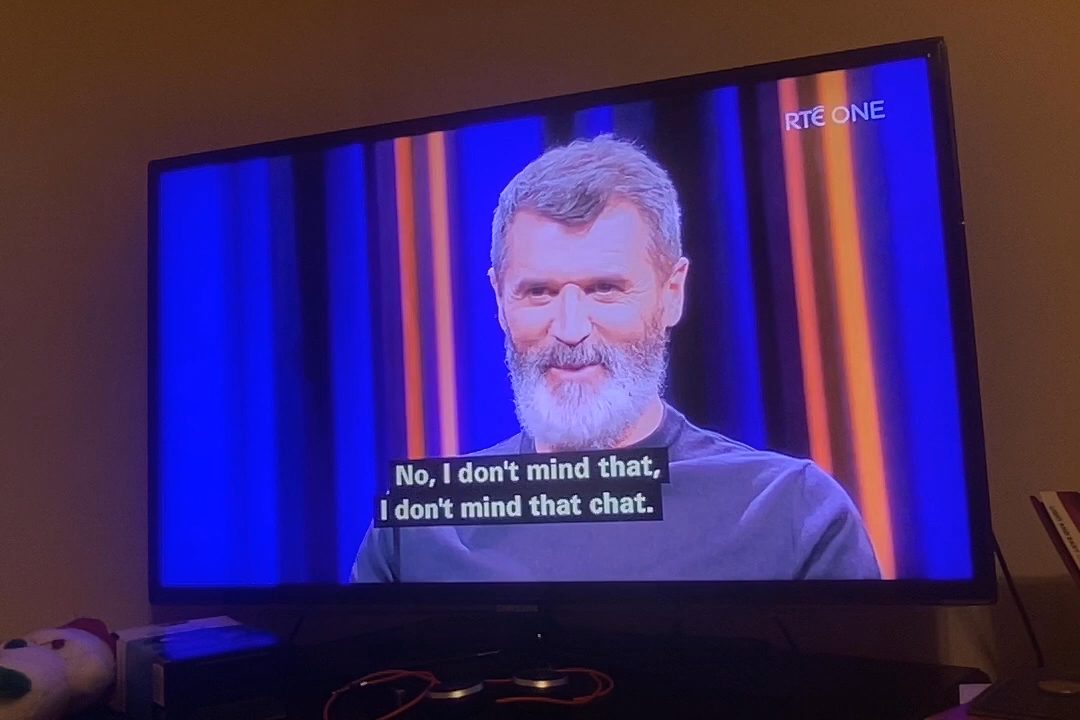 RTÉ ONE
No, I don't mind that,
I don't mind that chat.